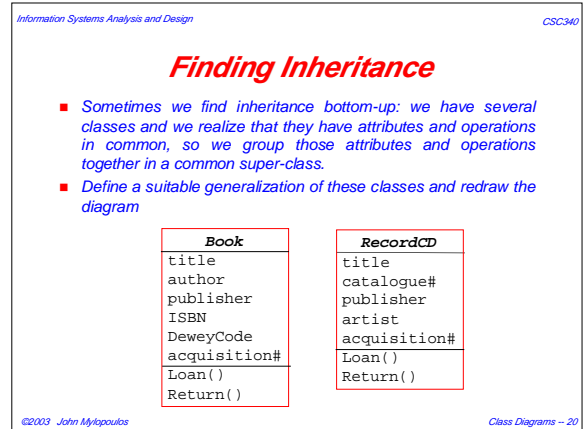 Information Systems Analysis and Design CSC340
Finding Inheritance
Sometimes we find inheritance bottom-up: we have several
classes and we realize that they have attributes and operations
in common, so we group those attributes and operations
together in a common super-class.
Define a suitable generalization of these classes and redraw the
diagram
Book
title
author
publisher
ISBN
DeweyCode
acquisition#
Loan()
Return()
RecordCD
title
catalogue#
publisher
artist
acquisition#
Loan()
Return()
©2003 John Mylopoulos Class Diagrams -- 20